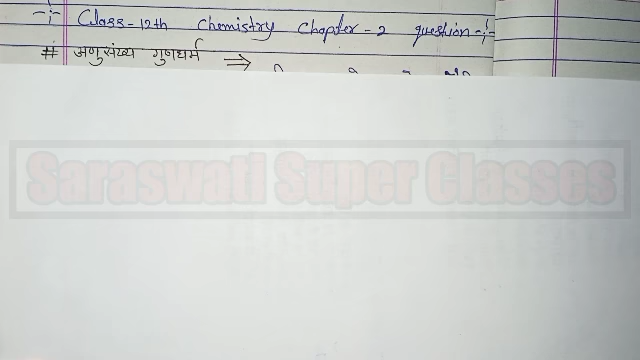 -:- Class-12th Chemistry Chapter-2 question -:-
# अणुसंख्य गुणधर्म ⇒
Saraswati Super Classes